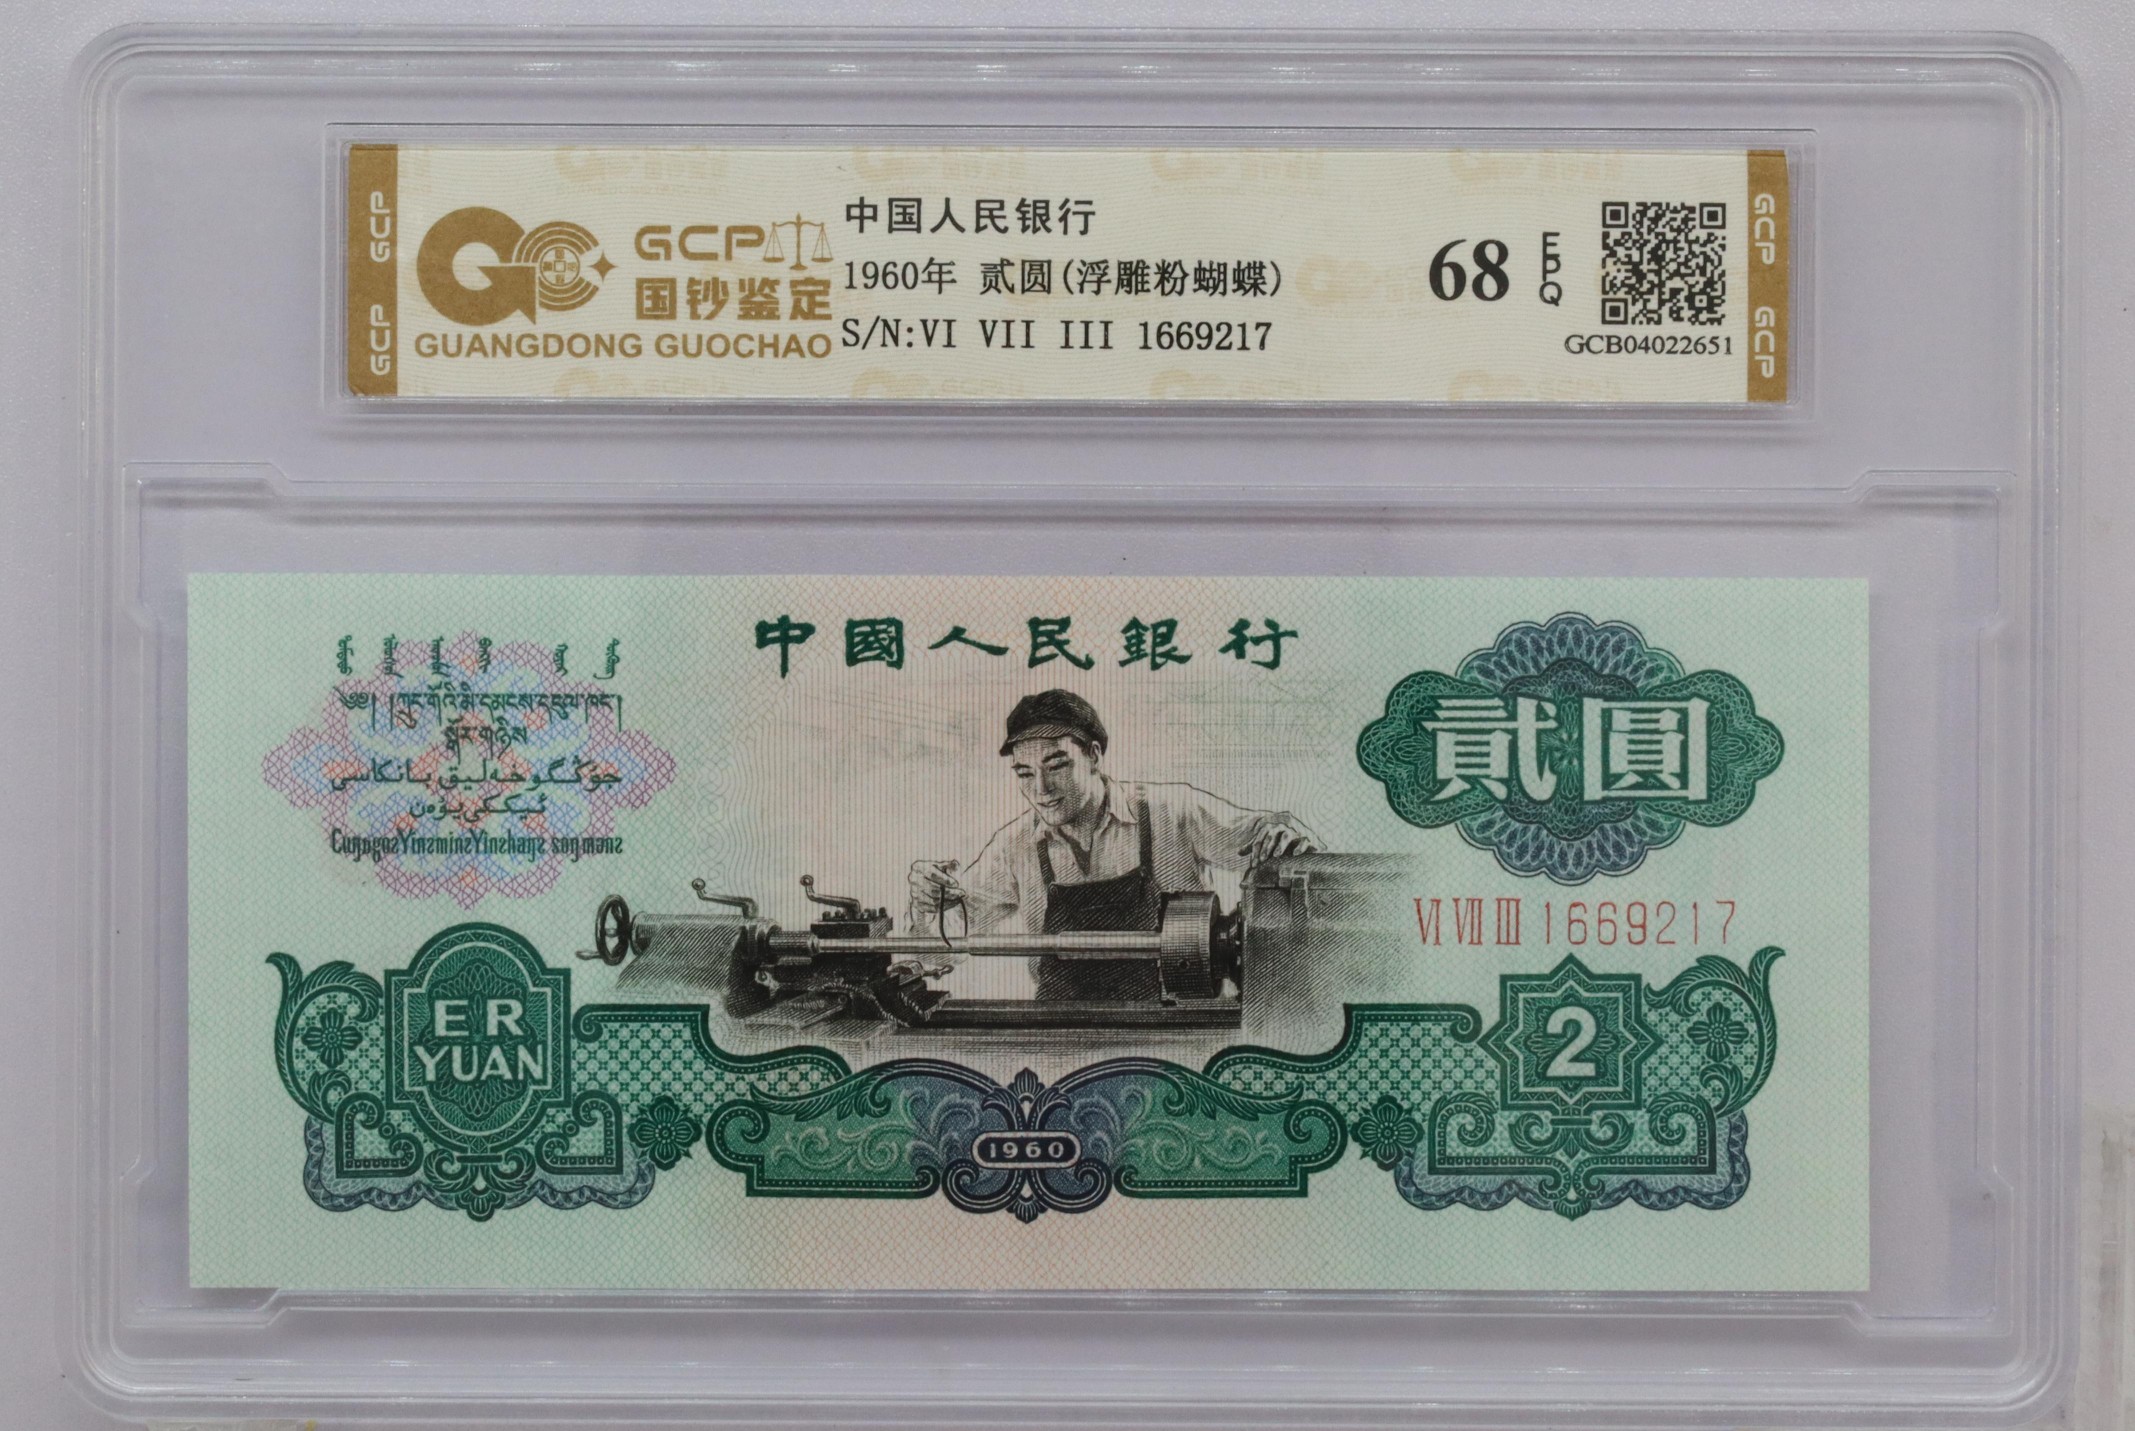 GCP GCP
GCP
国钞鉴定
GUANGDONG GUOCHAO
中国人民银行
1960年 贰圆(浮雕粉蝴蝶)
S/N:VI VII III 1669217
68 EPQ
GCB04022651
GCP GCP
中國人民銀行
貳圓
VI VII III 1669217
ER
YUAN
2
1960